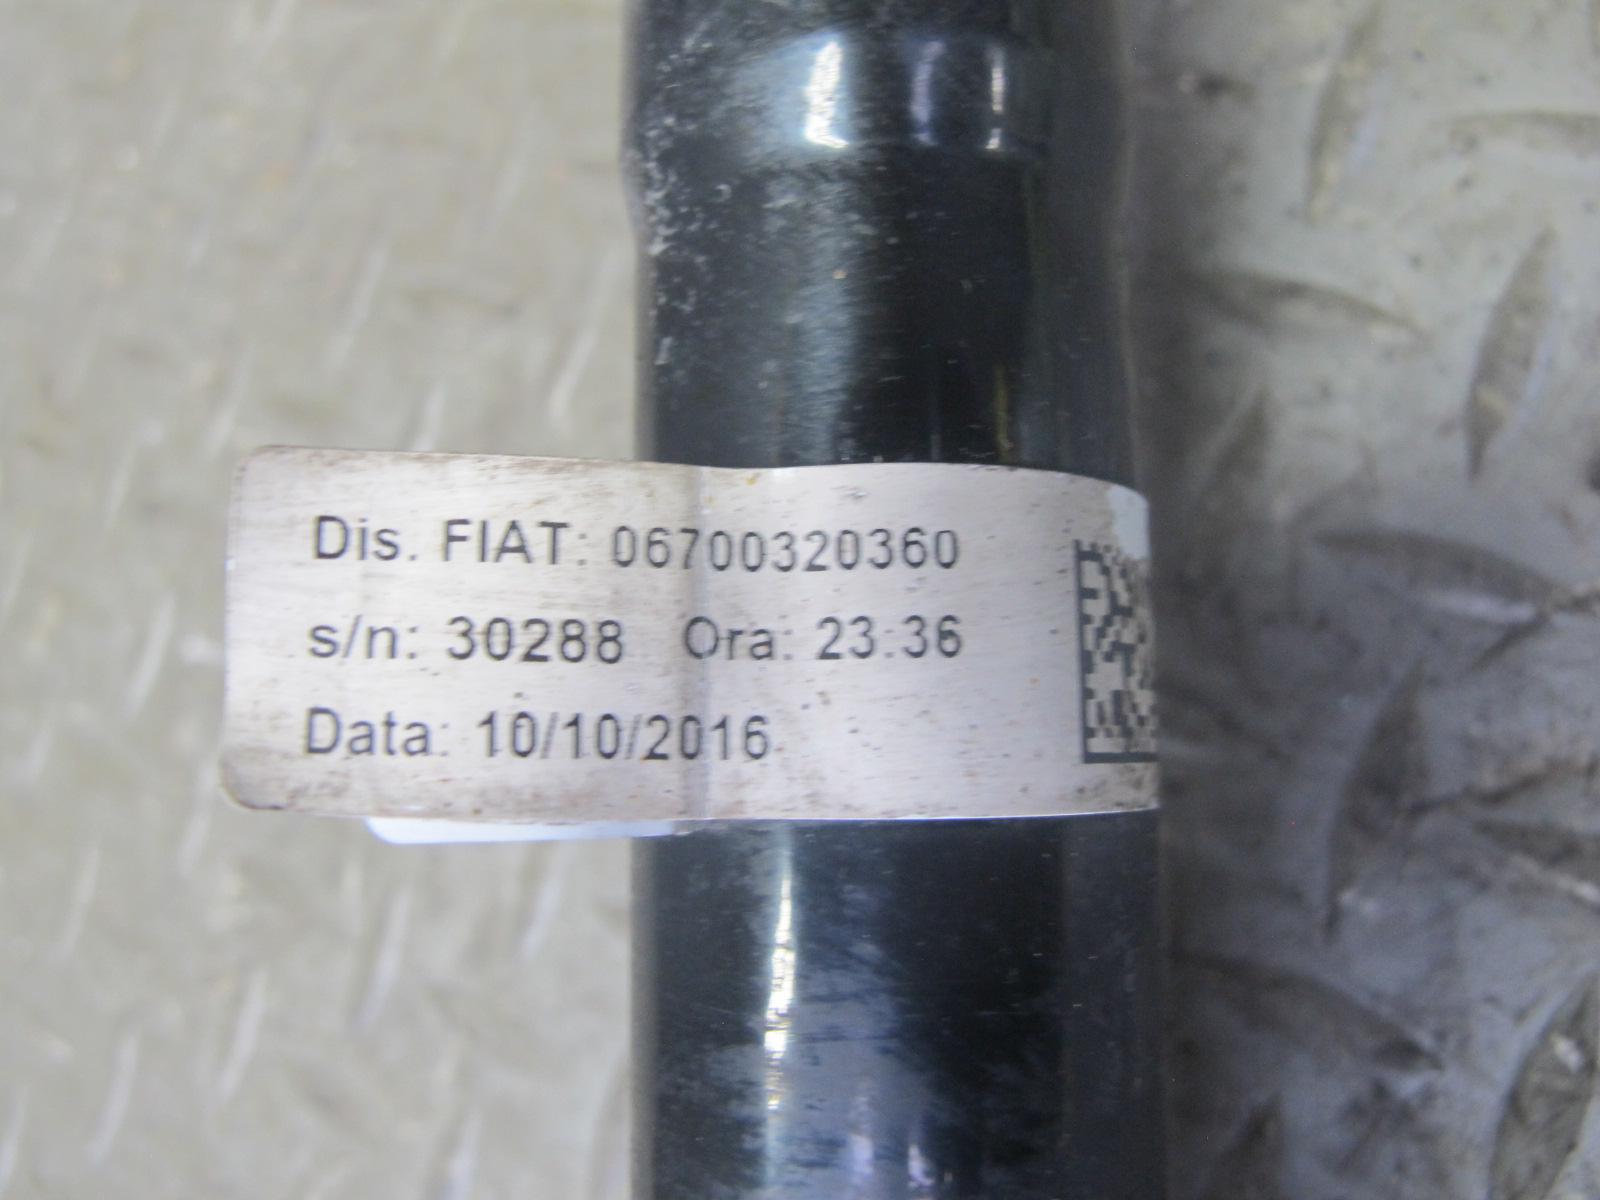 Dis. FIAT: 06700320360
s/n: 30288 Ora: 23:36
Data: 10/10/2016